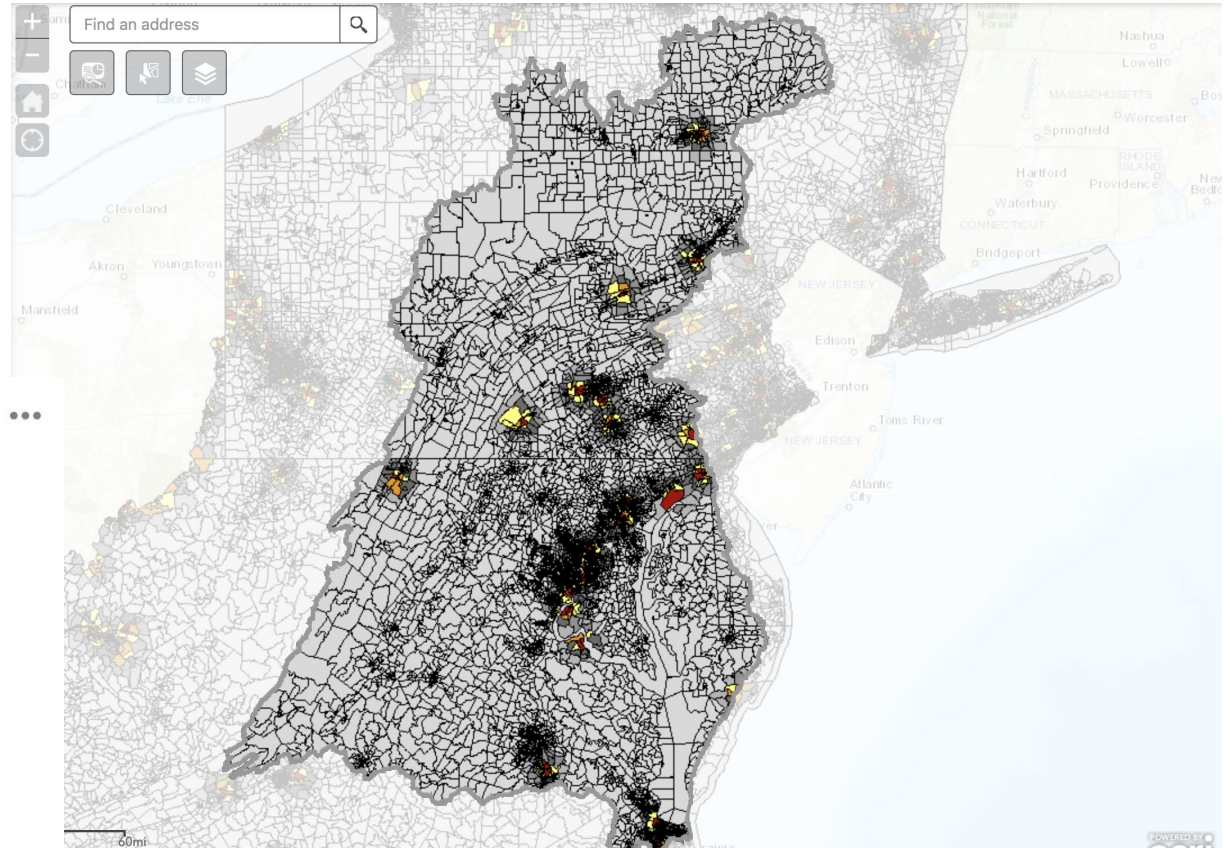 Find an address
Nashua
Lowell
MASSACHUSETTS
Worcester
Springfield
RHODE
ISLAND
Hartford
Providence
Waterbury
CONNECTICUT
Bridgeport
Lake Erie
Cleveland
Akron
Youngstown
Mansfield
NEW JERSEY
Edison
Trenton
Toms River
NEW JERSEY
Atlantic
City
60mi
POWERED BY
esri